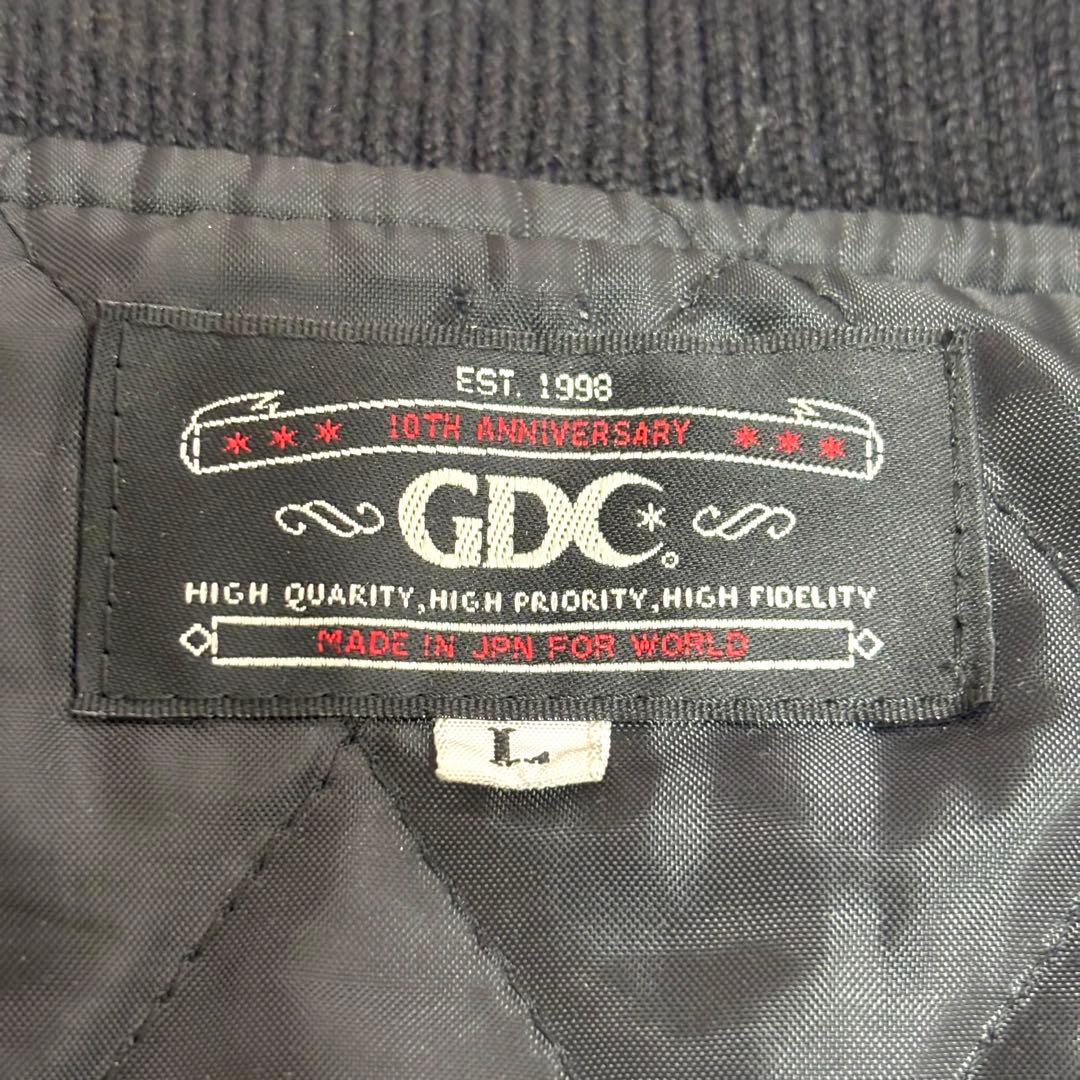 EST. 1998
*** 10TH ANNIVERSARY ***
GDC*
HIGH QUARITY, HIGH PRIORITY, HIGH FIDELITY
MADE IN JPN FOR WORLD
L